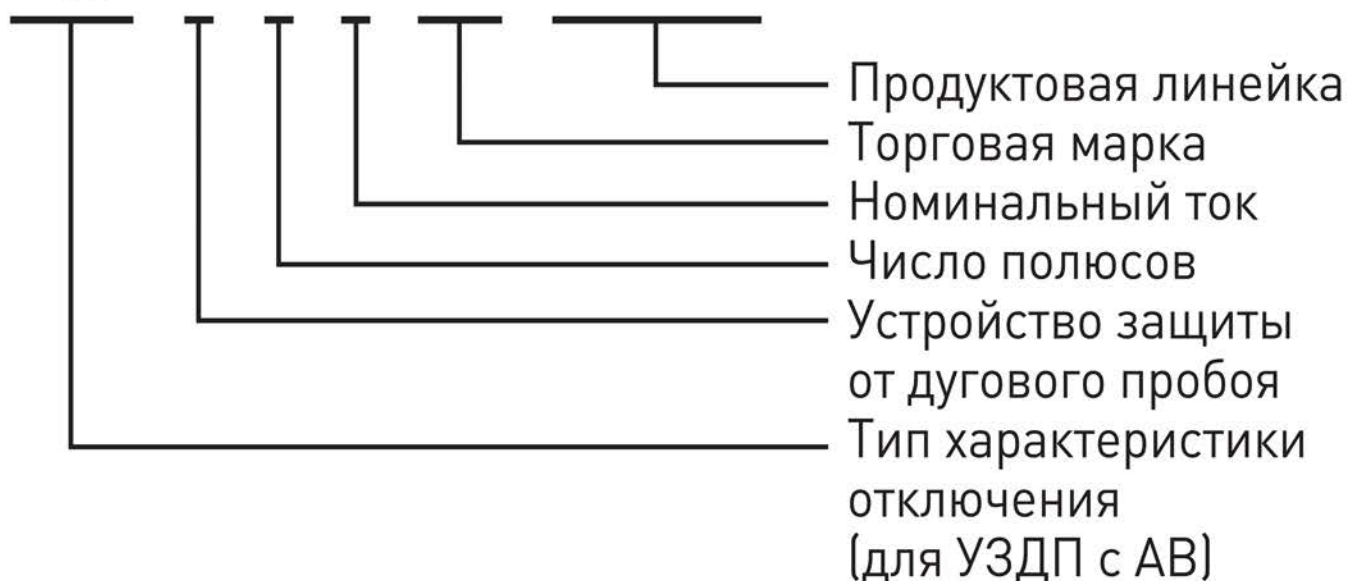 Продуктовая линейка
Торговая марка
Номинальный ток
Число полюсов
Устройство защиты
от дугового пробоя
Тип характеристики
отключения
(для УЗДП с АВ)